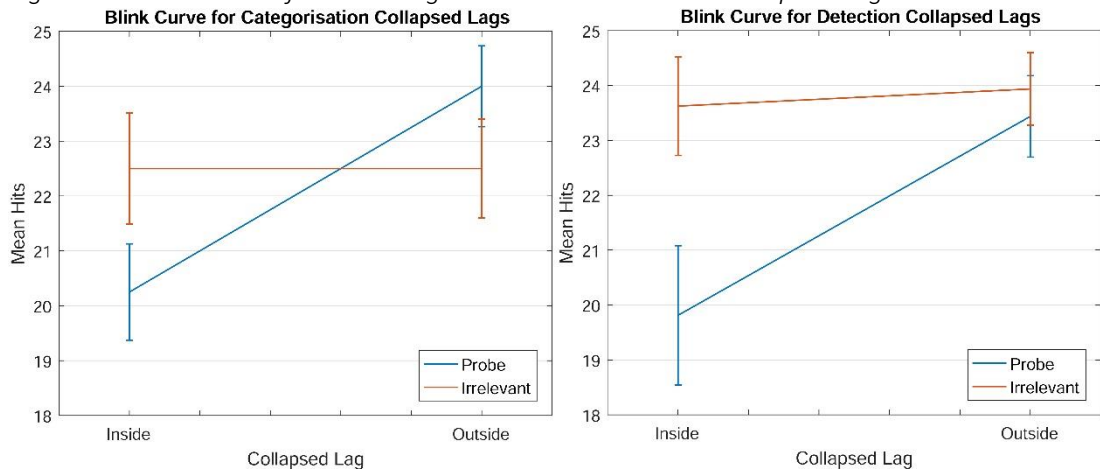 Blink Curve for Categorisation Collapsed Lags
25
24
23
22
21
20
19
18
Mean Hits
Inside
Outside
Collapsed Lag
Probe
Irrelevant
Blink Curve for Detection Collapsed Lags
25
24
23
22
21
20
19
18
Mean Hits
Inside
Outside
Collapsed Lag
Probe
Irrelevant